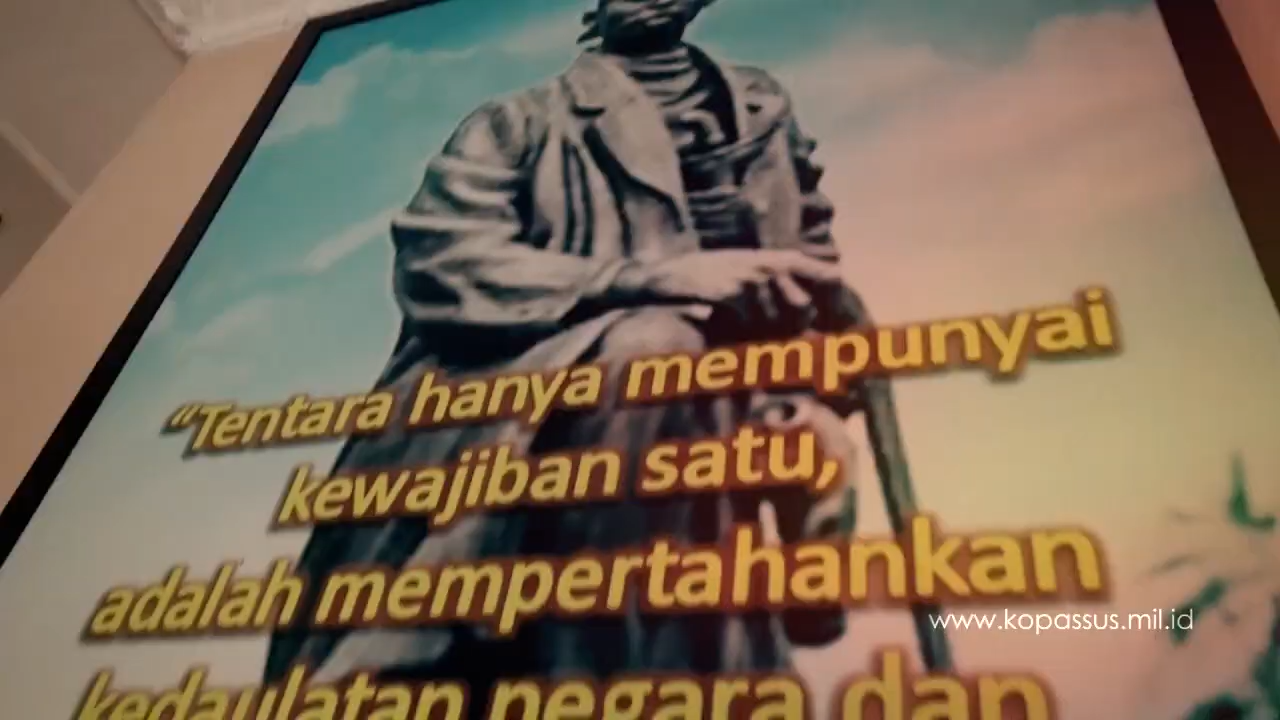 “Tentara hanya mempunyai
kewajiban satu,
adalah mempertahankan
kedaulatan negara dan
www.kopassus.mil.id